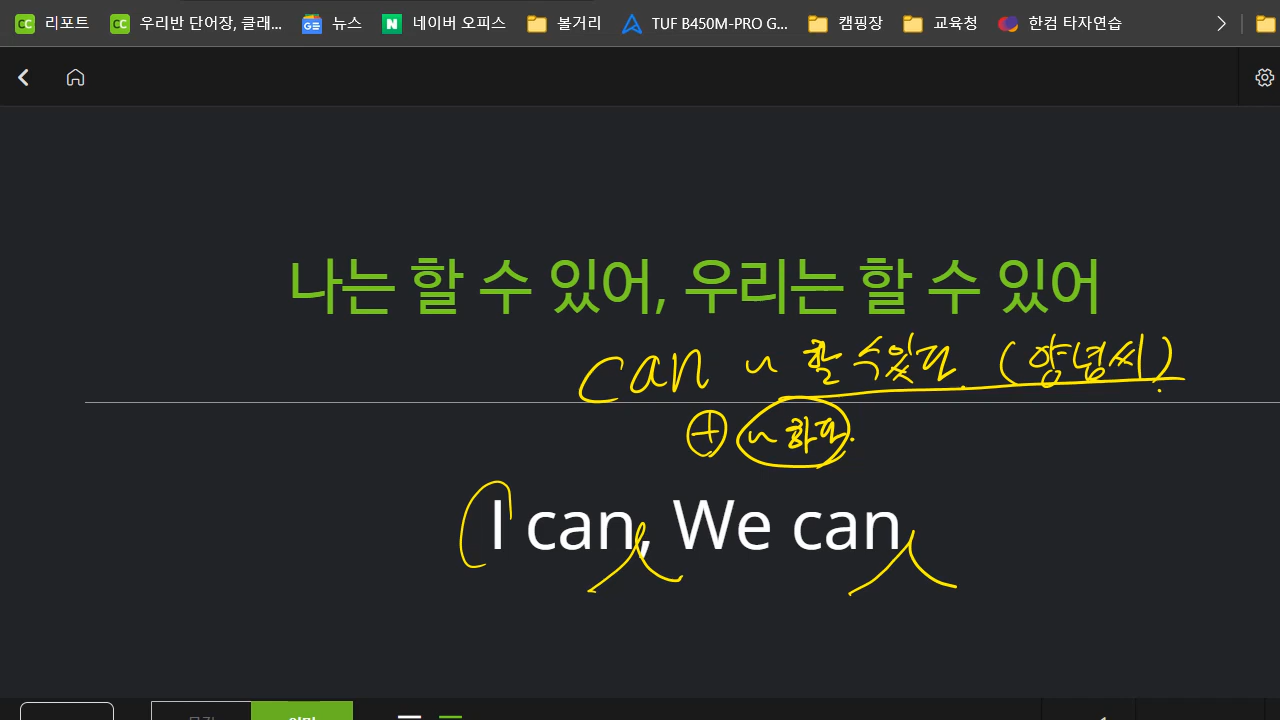 리포트 우리반 단어장, 클래... 뉴스 네이버 오피스 볼거리 TUF B450M-PRO G... 캠핑장 교육청 한컴 타자연습
나는 할 수 있어, 우리는 할 수 있어
can ~ 할 수 있다. (양념씨)
+ ~ 하다.
I can, We can